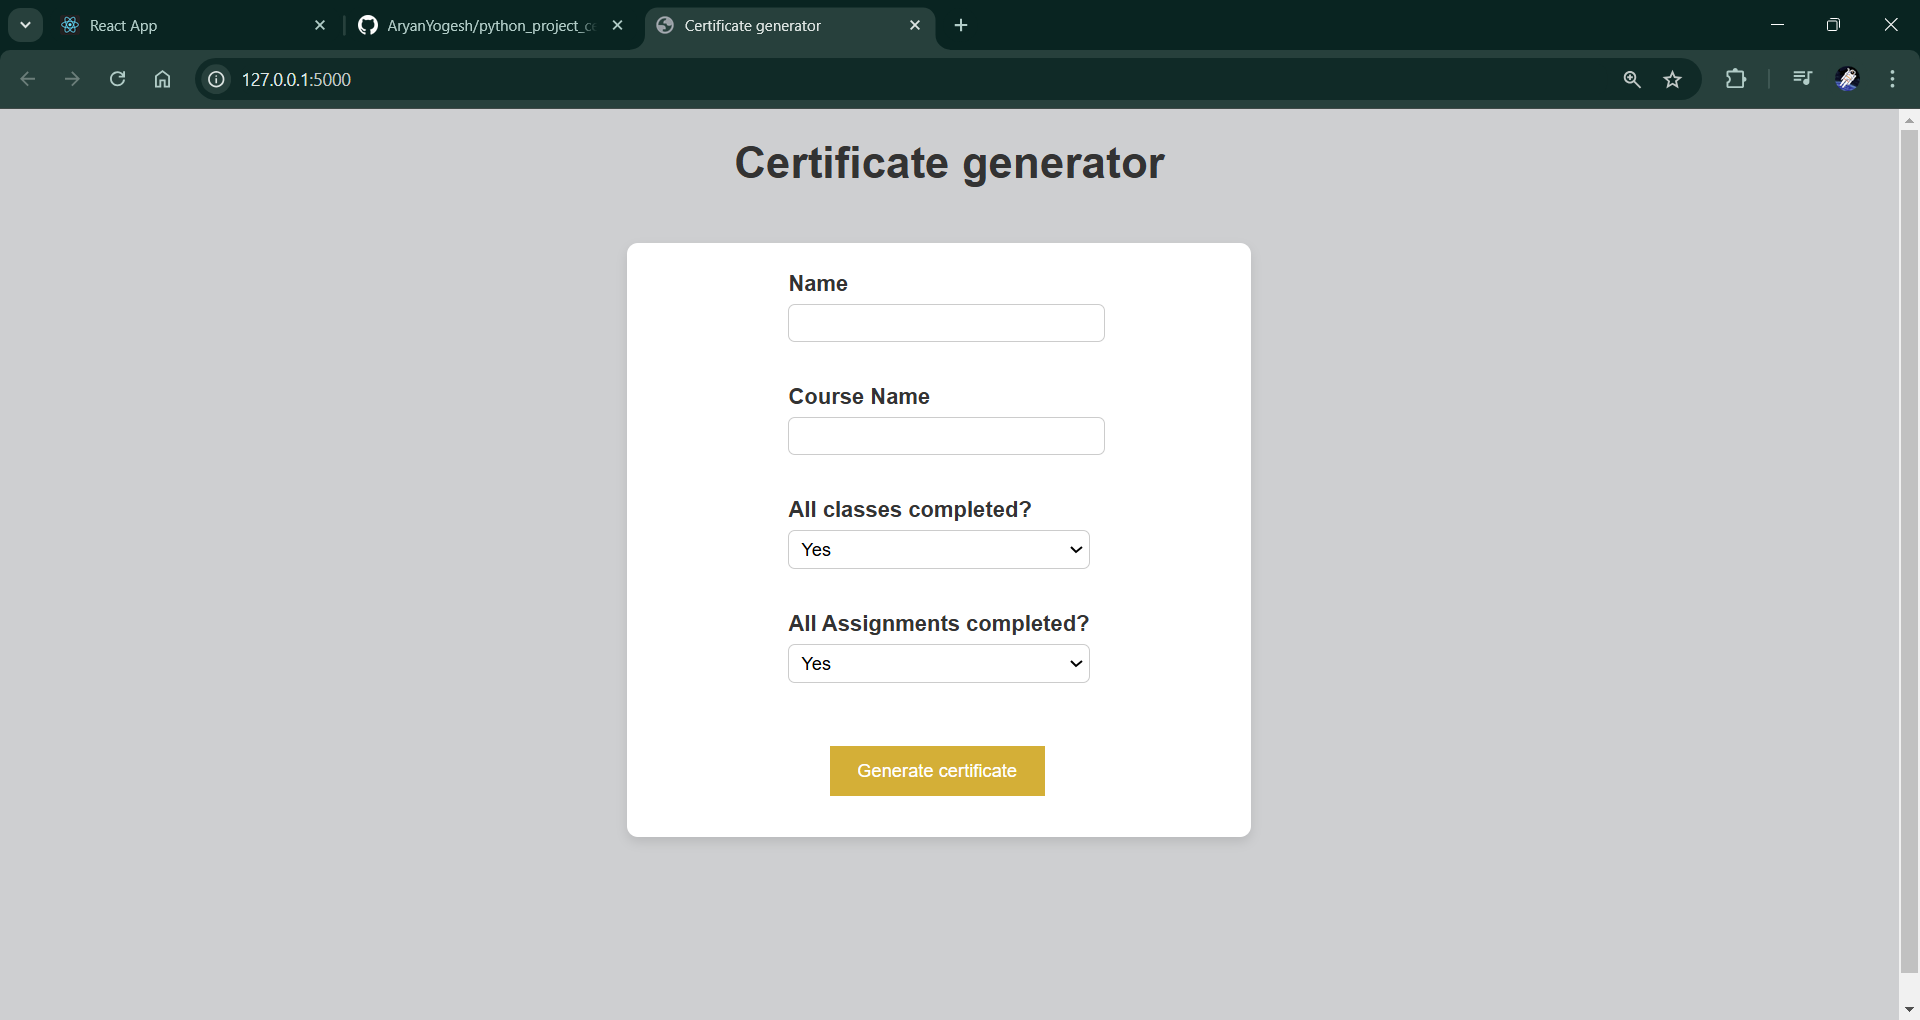 React App
AryanYogesh/python_project_ce
Certificate generator
127.0.0.1:5000
Certificate generator
Name
Course Name
All classes completed?
Yes
All Assignments completed?
Yes
Generate certificate